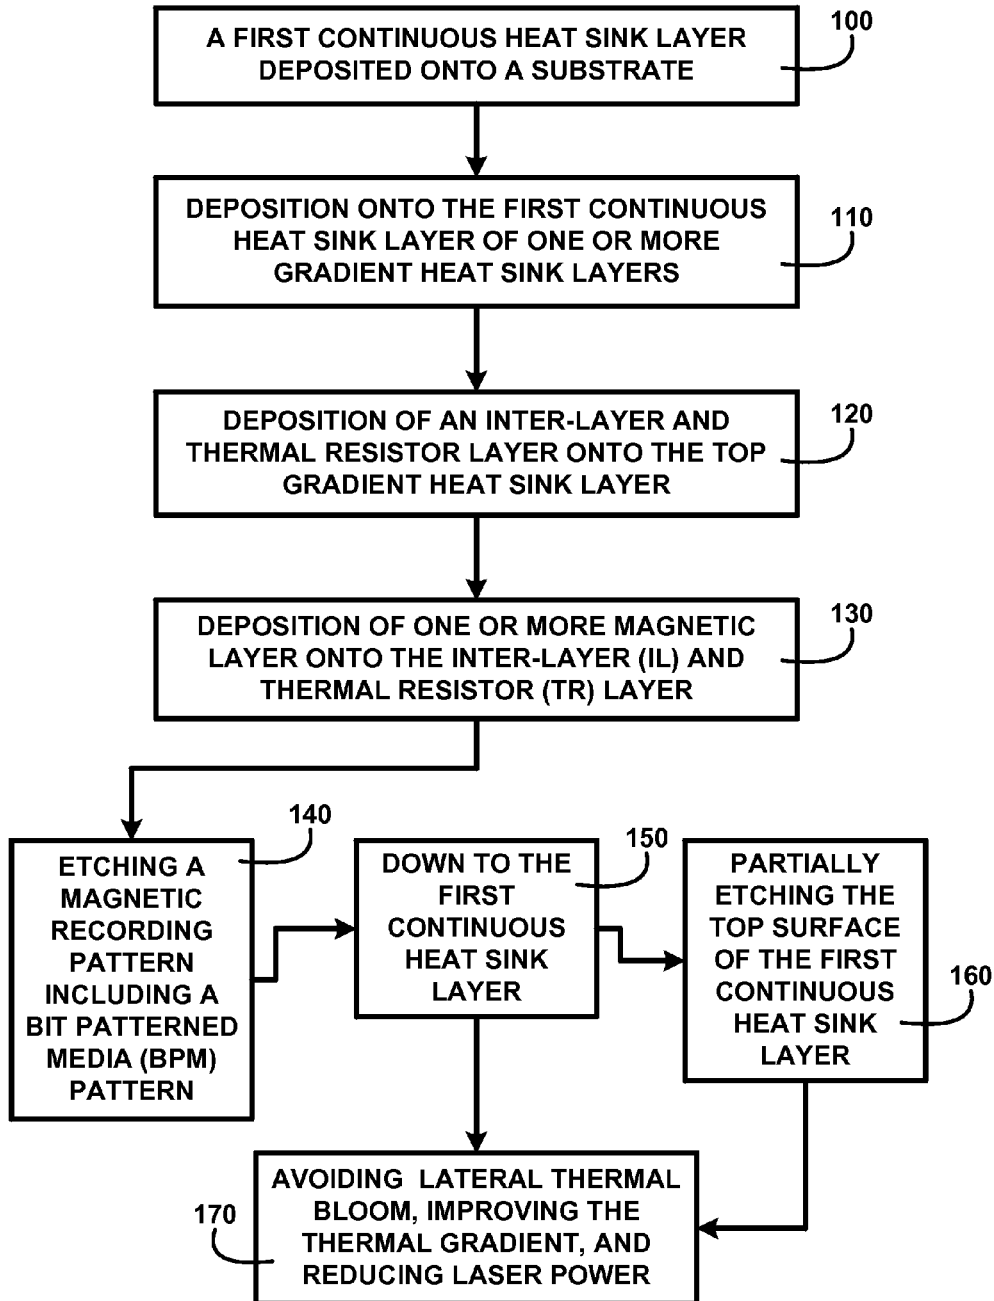 A FIRST CONTINUOUS HEAT SINK LAYER
DEPOSITED ONTO A SUBSTRATE
100
DEPOSITION ONTO THE FIRST CONTINUOUS
HEAT SINK LAYER OF ONE OR MORE
GRADIENT HEAT SINK LAYERS
110
DEPOSITION OF AN INTER-LAYER AND
THERMAL RESISTOR LAYER ONTO THE TOP
GRADIENT HEAT SINK LAYER
120
DEPOSITION OF ONE OR MORE MAGNETIC
LAYER ONTO THE INTER-LAYER (IL) AND
THERMAL RESISTOR (TR) LAYER
130
ETCHING A
MAGNETIC
RECORDING
PATTERN
INCLUDING A
BIT PATTERNED
MEDIA (BPM)
PATTERN
140
DOWN TO THE
FIRST
CONTINUOUS
HEAT SINK
LAYER
150
PARTIALLY
ETCHING THE
TOP SURFACE
OF THE FIRST
CONTINUOUS
HEAT SINK
LAYER
160
AVOIDING LATERAL THERMAL
BLOOM, IMPROVING THE
THERMAL GRADIENT, AND
REDUCING LASER POWER
170